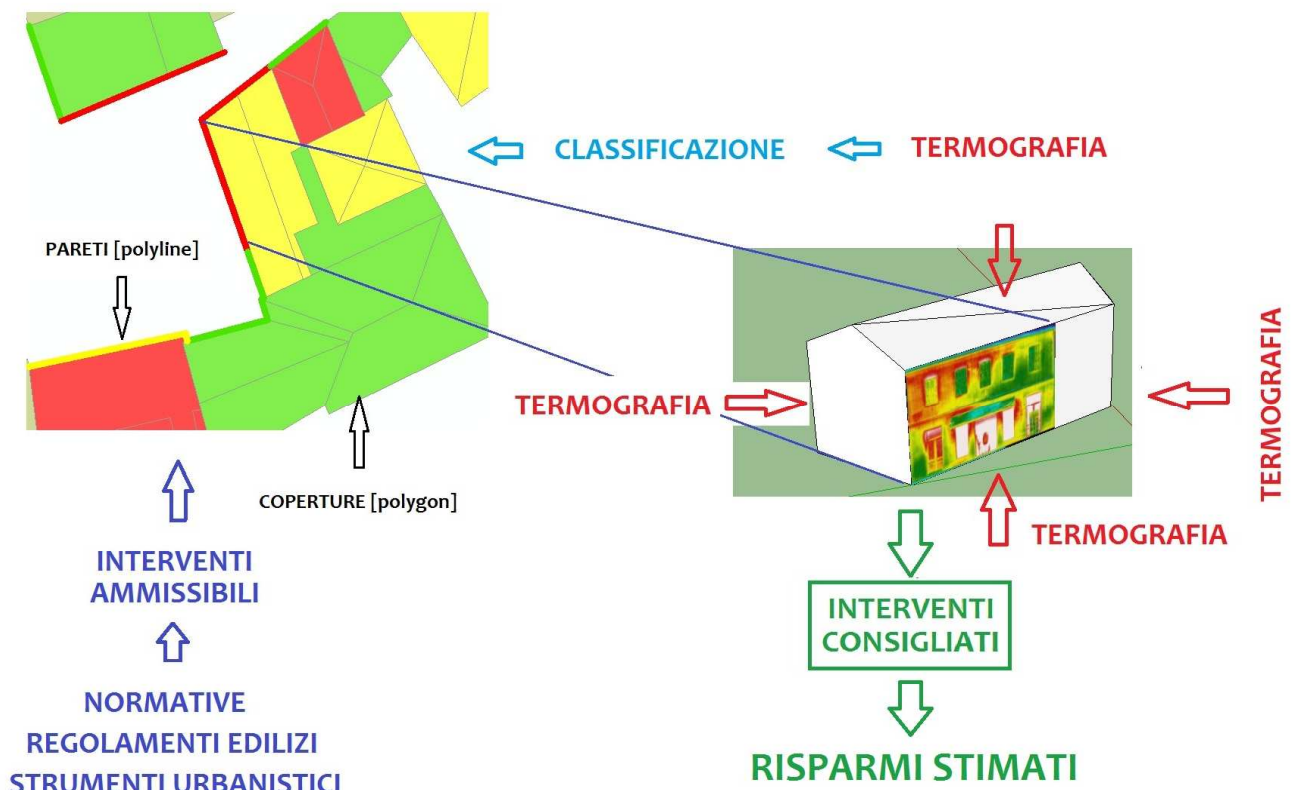 CLASSIFICAZIONE
TERMOGRAFIA
PARETI [polyline]
TERMOGRAFIA
TERMOGRAFIA
COPERTURE [polygon]
TERMOGRAFIA
INTERVENTI
AMMISSIBILI
INTERVENTI
CONSIGLIATI
NORMATIVE
REGOLAMENTI EDILIZI
STRUMENTI URBANISTICI
RISPARMI STIMATI